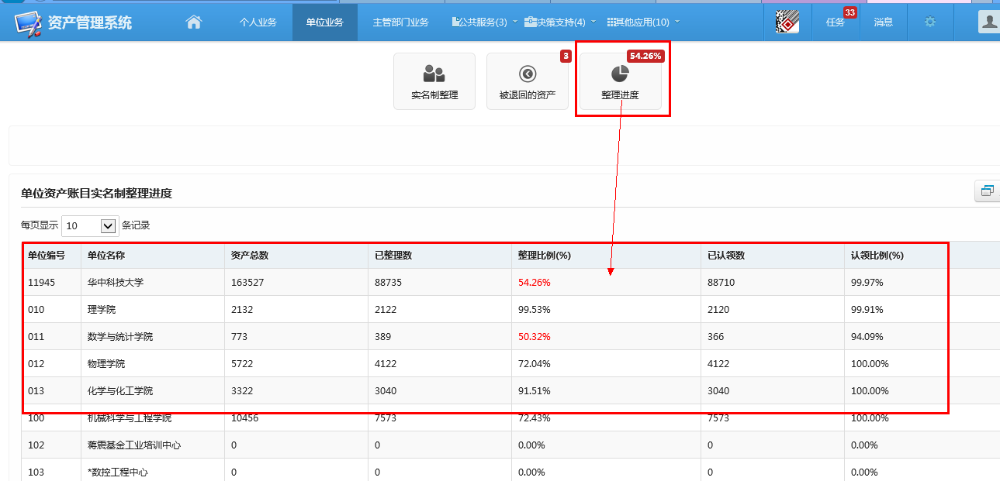 资产管理系统 个人业务 单位业务 主管部门业务 公共服务(3) 决策支持(4) 其他应用(10) 任务 33 消息
实名制整理 被退回的资产 3 整理进度 54.26%
单位资产账目实名制整理进度
每页显示 10 条记录
单位编号 单位名称 资产总数 已整理数 整理比例(%) 已认领数 认领比例(%)
11945 华中科技大学 163527 88735 54.26% 88710 99.97%
010 理学院 2132 2122 99.53% 2120 99.91%
011 数学与统计学院 773 389 50.32% 366 94.09%
012 物理学院 5722 4122 72.04% 4122 100.00%
013 化学与化工学院 3322 3040 91.51% 3040 100.00%
100 机械科学与工程学院 10456 7573 72.43% 7573 100.00%
102 蒋震基金工业培训中心 0 0 0.00% 0 0.00%
103 *数控工程中心 0 0 0.00% 0 0.00%